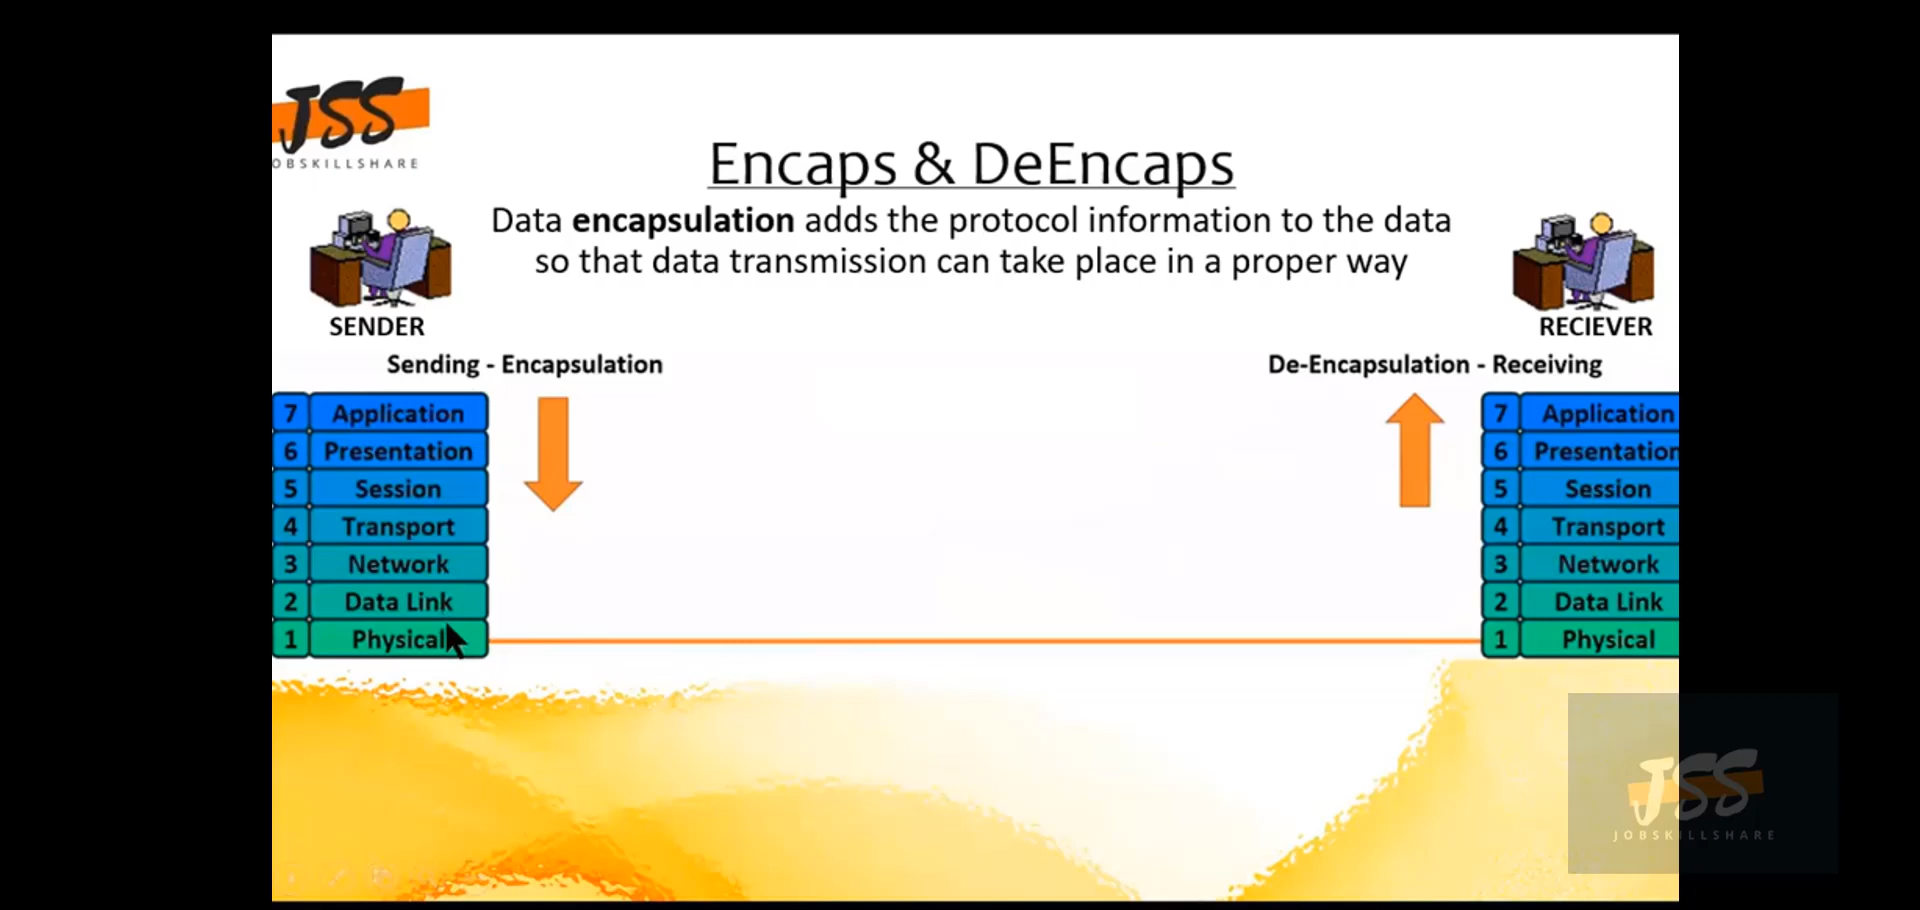 JSS
OBSKILLSHARE
Encaps & DeEncaps
Data encapsulation adds the protocol information to the data
so that data transmission can take place in a proper way
SENDER
RECIEVER
Sending - Encapsulation
De-Encapsulation - Receiving
7 Application
6 Presentation
5 Session
4 Transport
3 Network
2 Data Link
1 Physical
7 Application
6 Presentation
5 Session
4 Transport
3 Network
2 Data Link
1 Physical
JSS
JOBSKILLSHARE